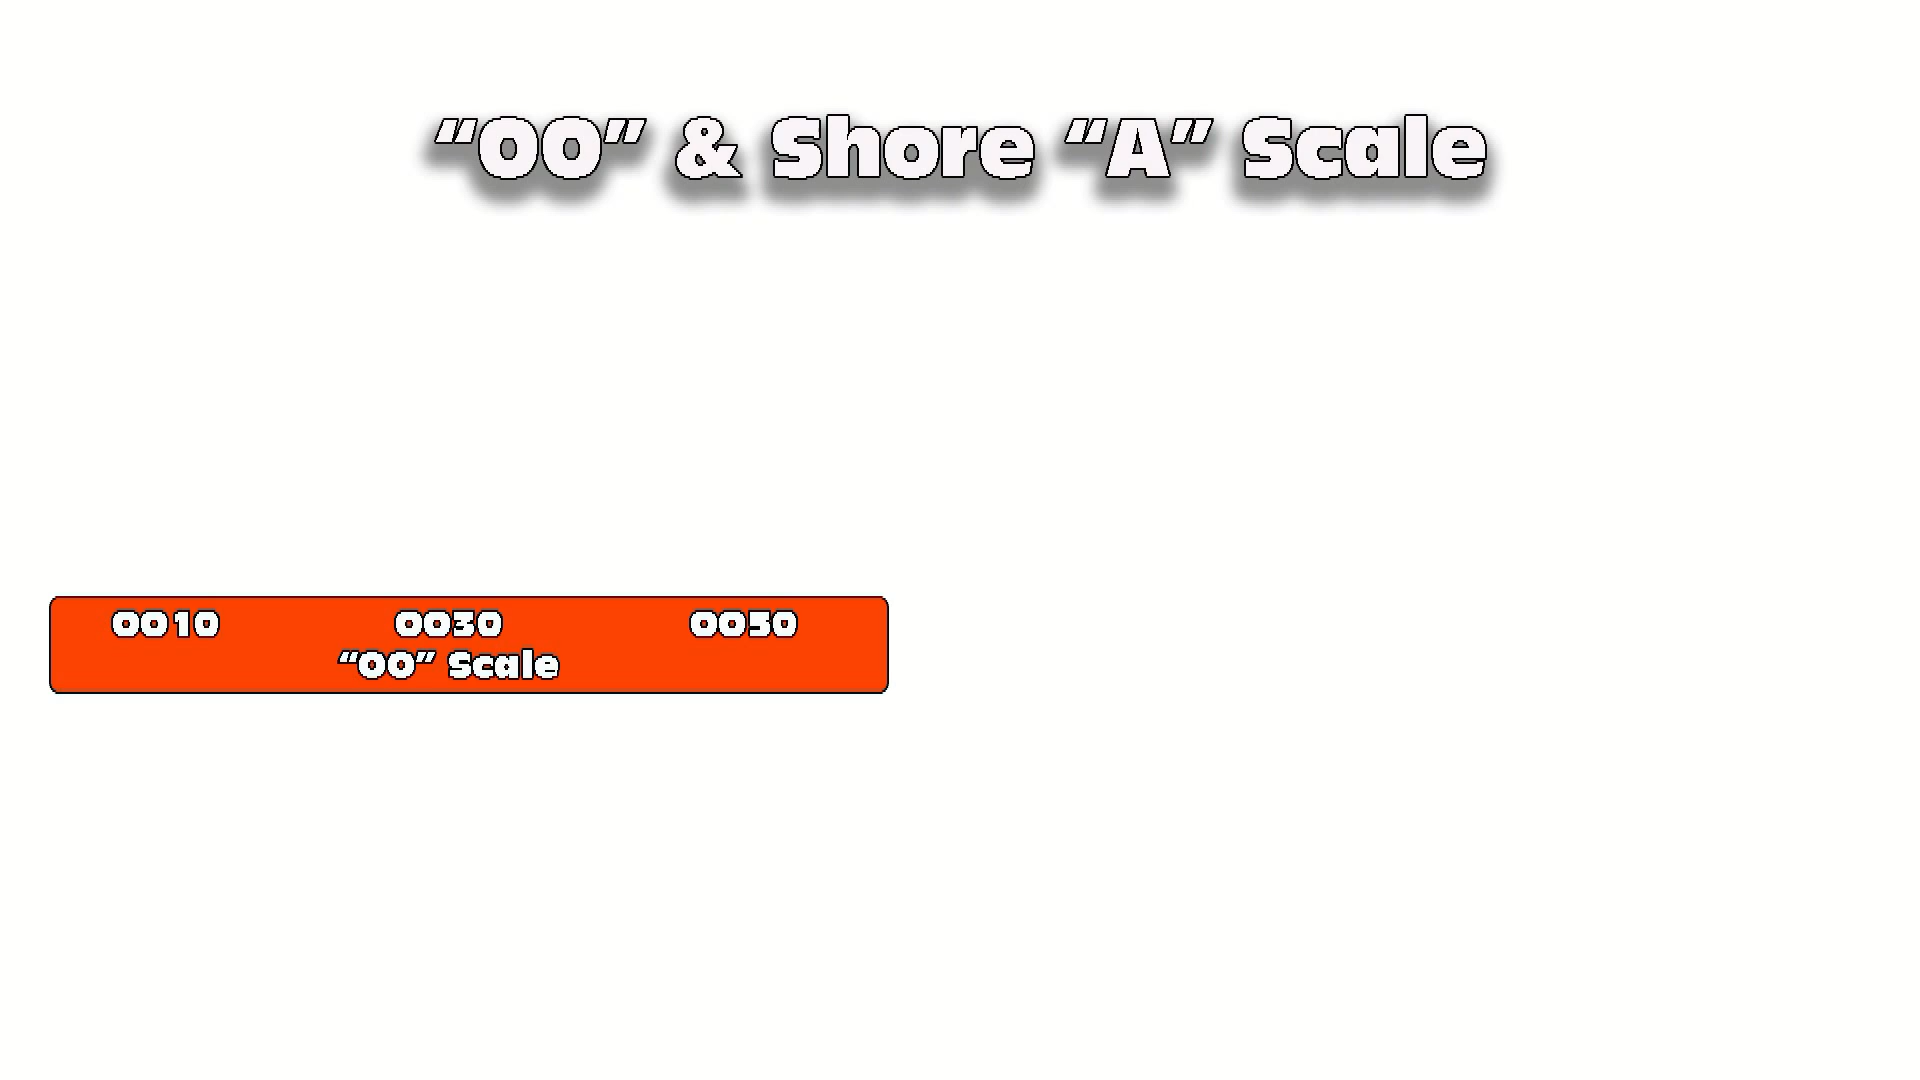 “OO” & Shore “A” Scale
OO10 OO30 OO50
“OO” Scale